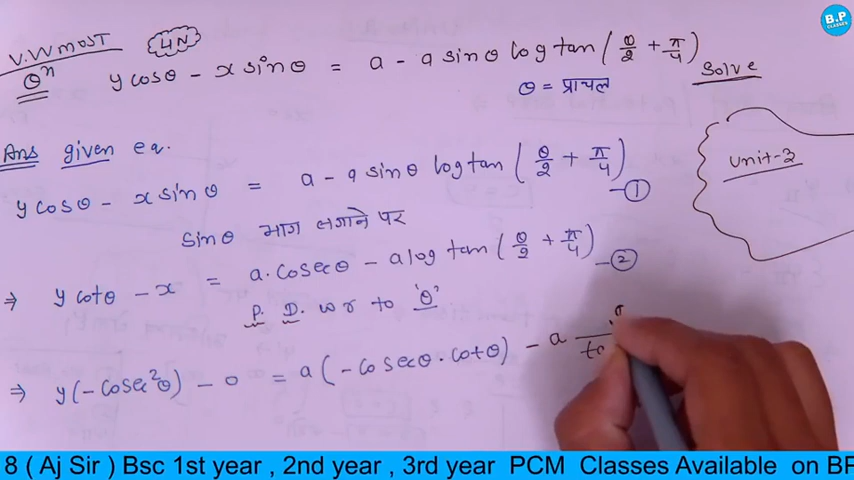 B.P
CLASSES
V.V MOST
4N
Qⁿ y cosθ - x sinθ = a - a sinθ log tan (θ/2 + π/4)
Solve
θ = प्राचल
Ans given eq.
y cosθ - x sinθ = a - a sinθ log tan (θ/2 + π/4) -①
Unit-2
sinθ भाग लगाने पर
⇒ y cotθ - x = a.cosecθ - a log tan (θ/2 + π/4) -②
P. D. w r to 'θ'
⇒ y(-cosec²θ) - 0 = a(-cosecθ.cotθ) - a
8 ( Aj Sir ) Bsc 1st year , 2nd year , 3rd year PCM Classes Available on BP